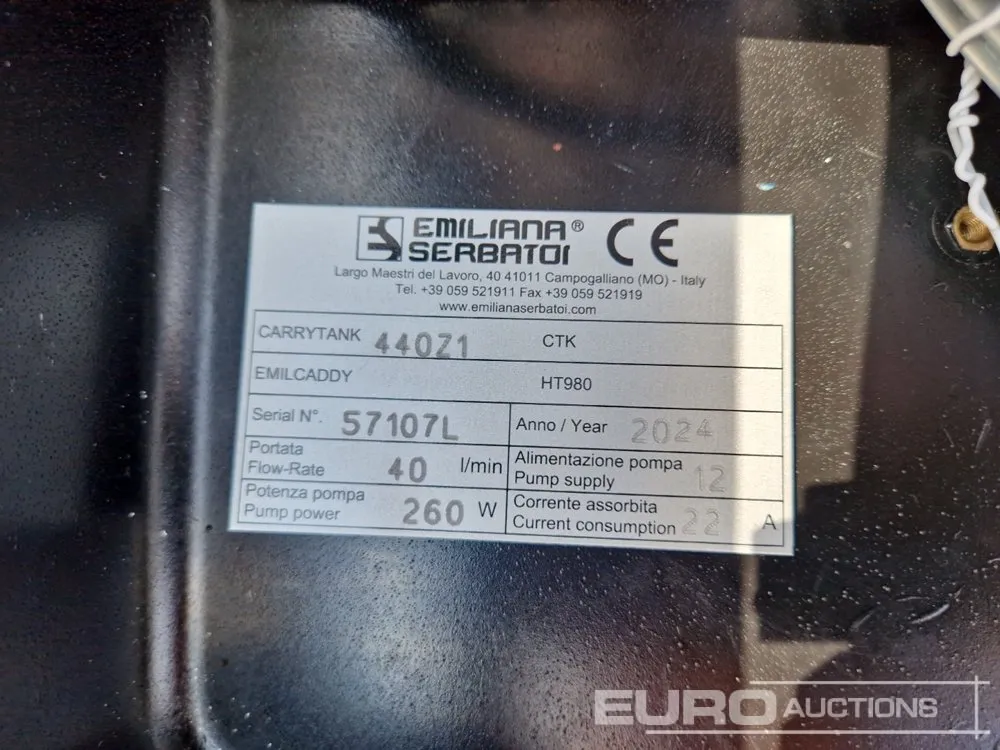 EMILIANA®
SERBATOI
CE
Largo Maestri del Lavoro, 40 41011 Campogalliano (MO) - Italy
Tel. +39 059 521911 Fax +39 059 521919
www.emilianaserbatoi.com
CARRYTANK 440Z1 CTK
EMILCADDY HT980
Serial N°. 57107L Anno / Year 2024
Portata
Flow-Rate 40 l/min
Alimentazione pompa
Pump supply 12
Potenza pompa
Pump power 260 W
Corrente assorbita
Current consumption 22 A
EURO AUCTIONS